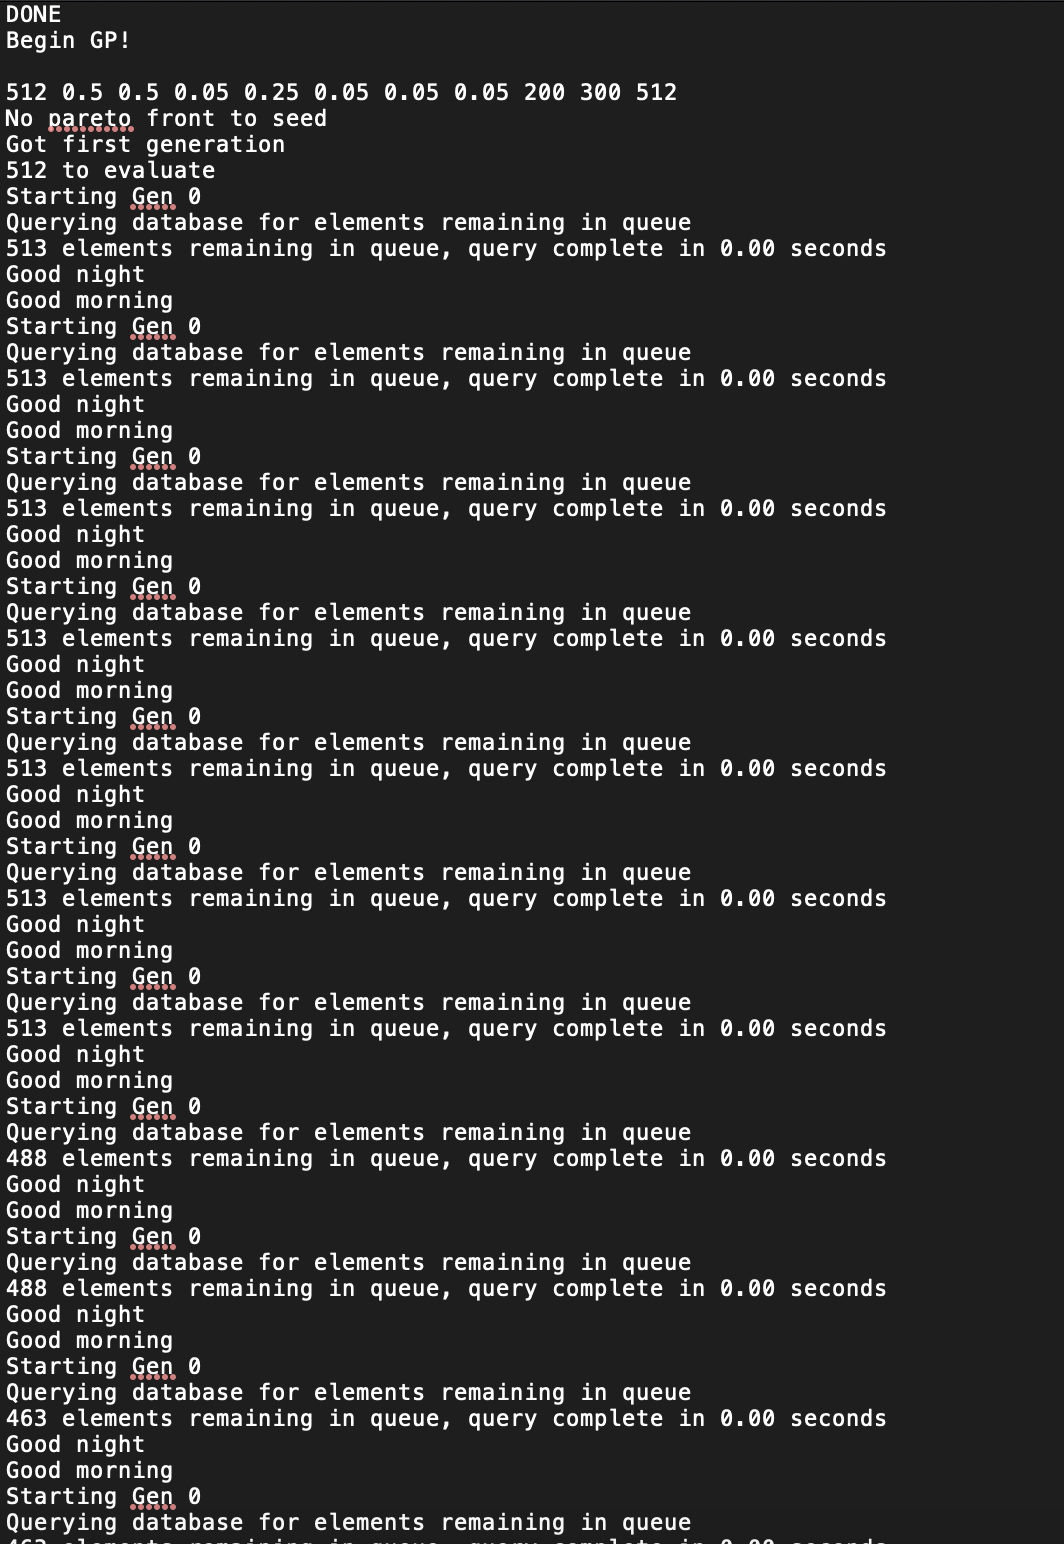 DONE
Begin GP!
512 0.5 0.5 0.05 0.25 0.05 0.05 0.05 200 300 512
No pareto front to seed
Got first generation
512 to evaluate
Starting Gen 0
Querying database for elements remaining in queue
513 elements remaining in queue, query complete in 0.00 seconds
Good night
Good morning
Starting Gen 0
Querying database for elements remaining in queue
513 elements remaining in queue, query complete in 0.00 seconds
Good night
Good morning
Starting Gen 0
Querying database for elements remaining in queue
513 elements remaining in queue, query complete in 0.00 seconds
Good night
Good morning
Starting Gen 0
Querying database for elements remaining in queue
513 elements remaining in queue, query complete in 0.00 seconds
Good night
Good morning
Starting Gen 0
Querying database for elements remaining in queue
513 elements remaining in queue, query complete in 0.00 seconds
Good night
Good morning
Starting Gen 0
Querying database for elements remaining in queue
513 elements remaining in queue, query complete in 0.00 seconds
Good night
Good morning
Starting Gen 0
Querying database for elements remaining in queue
513 elements remaining in queue, query complete in 0.00 seconds
Good night
Good morning
Starting Gen 0
Querying database for elements remaining in queue
488 elements remaining in queue, query complete in 0.00 seconds
Good night
Good morning
Starting Gen 0
Querying database for elements remaining in queue
488 elements remaining in queue, query complete in 0.00 seconds
Good night
Good morning
Starting Gen 0
Querying database for elements remaining in queue
463 elements remaining in queue, query complete in 0.00 seconds
Good night
Good morning
Starting Gen 0
Querying database for elements remaining in queue
elements remaining in queue, query complete in 0.00 seconds